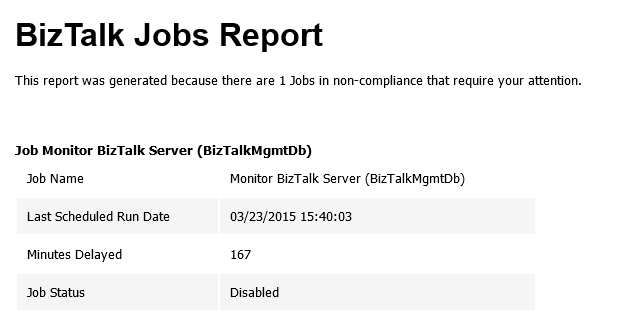 BizTalk Jobs Report
This report was generated because there are 1 Jobs in non-compliance that require your attention.
Job Monitor BizTalk Server (BizTalkMgmtDb)
Job Name Monitor BizTalk Server (BizTalkMgmtDb)
Last Scheduled Run Date 03/23/2015 15:40:03
Minutes Delayed 167
Job Status Disabled